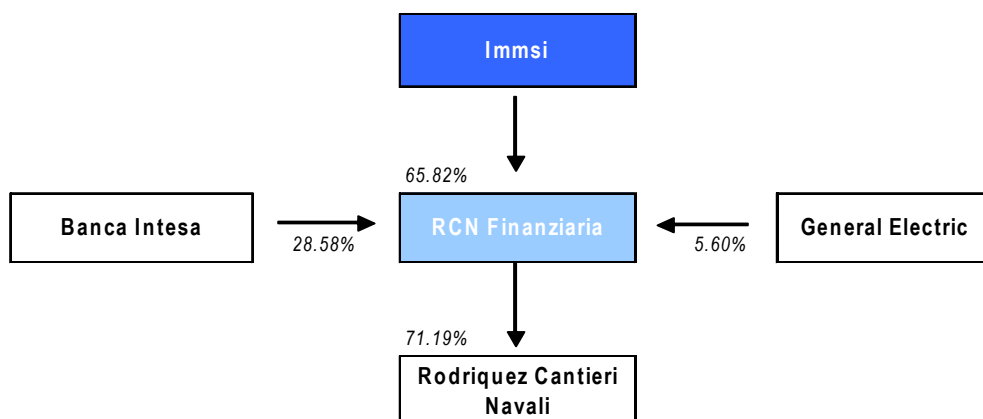 Immsi
65.82%
Banca Intesa
28.58%
RCN Finanziaria
5.60%
General Electric
71.19%
Rodriquez Cantieri
Navali